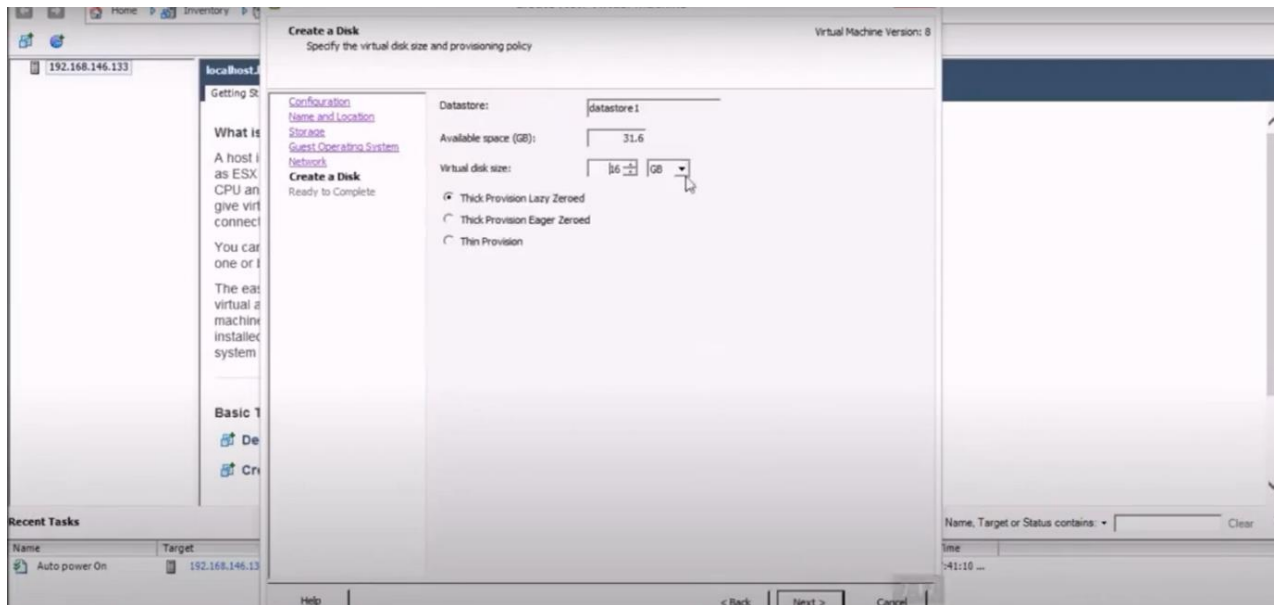 Home
Inventory
Create a Disk
Specify the virtual disk size and provisioning policy
Virtual Machine Version: 8
192.168.146.133
localhost.
Getting St
What is
A host i
as ESX
CPU an
give virt
connect
You car
one or
The eas
virtual a
machine
installed
system
Basic T
De
Cre
Configuration
Name and Location
Storage
Guest Operating System
Network
Create a Disk
Ready to Complete
Datastore: datastore1
Available space (GB): 31.6
Virtual disk size: 16 GB
Thick Provision Lazy Zeroed
Thick Provision Eager Zeroed
Thin Provision
Help
< Back
Next >
Cancel
Recent Tasks
Name, Target or Status contains:
Clear
Name Target
Auto power On 192.168.146.13
:41:10 ...